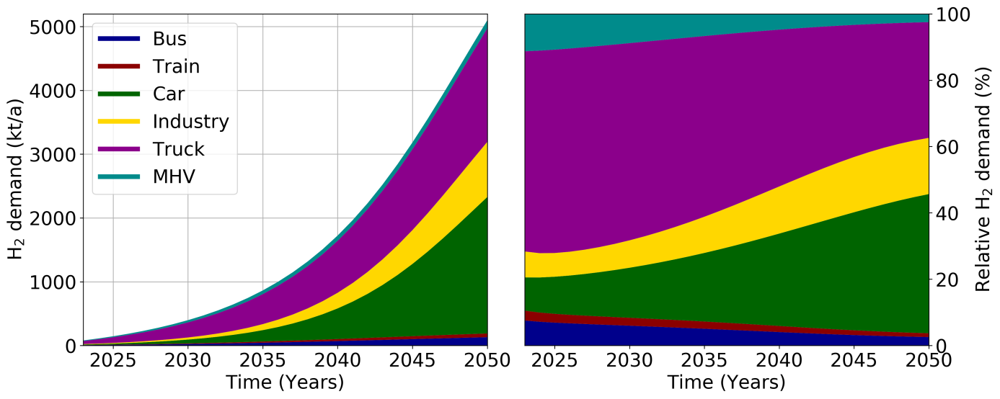 H₂ demand (kt/a)
5000
4000
3000
2000
1000
0
Bus
Train
Car
Industry
Truck
MHV
2025 2030 2035 2040 2045 2050
Time (Years)
100
80
60
40
20
0
Relative H₂ demand (%)
2025 2030 2035 2040 2045 2050
Time (Years)